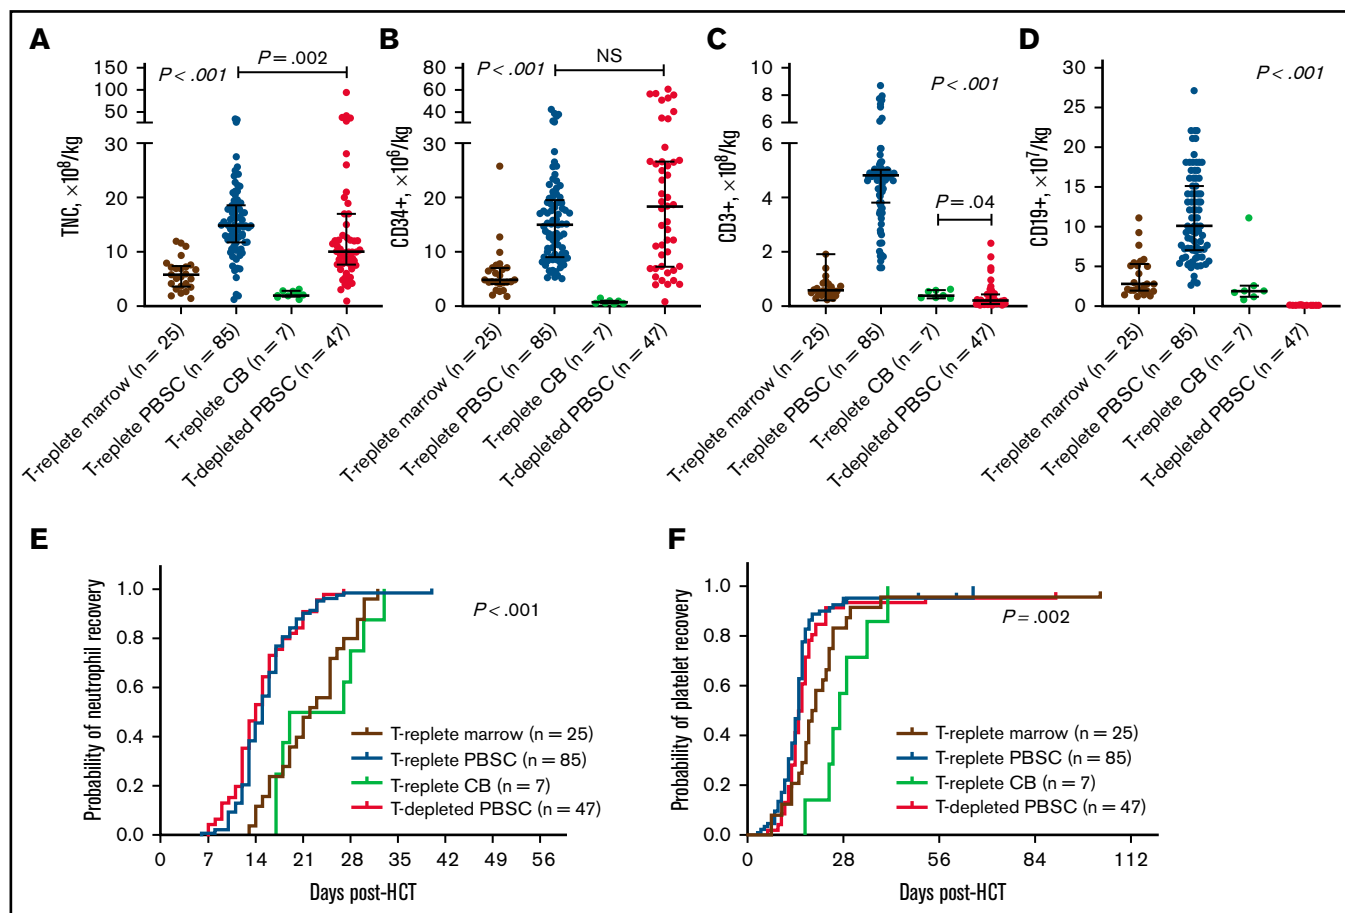 A
TNC, ×10⁸/kg
150
100
50
30
20
10
0
P < .001
P = .002
T-replete marrow (n = 25)
T-replete PBSC (n = 85)
T-replete CB (n = 7)
T-depleted PBSC (n = 47)
B
CD34+, ×10⁶/kg
80
60
40
30
20
10
0
P < .001
NS
T-replete marrow (n = 25)
T-replete PBSC (n = 85)
T-replete CB (n = 7)
T-depleted PBSC (n = 47)
C
CD3+, ×10⁸/kg
10
8
6
6
4
2
0
P < .001
P = .04
T-replete marrow (n = 25)
T-replete PBSC (n = 85)
T-replete CB (n = 7)
T-depleted PBSC (n = 47)
D
CD19+, ×10⁷/kg
30
25
20
15
10
5
0
P < .001
T-replete marrow (n = 25)
T-replete PBSC (n = 85)
T-replete CB (n = 7)
T-depleted PBSC (n = 47)
E
Probability of neutrophil recovery
1.0
0.8
0.6
0.4
0.2
0.0
P < .001
T-replete marrow (n = 25)
T-replete PBSC (n = 85)
T-replete CB (n = 7)
T-depleted PBSC (n = 47)
0 7 14 21 28 35 42 49 56
Days post-HCT
F
Probability of platelet recovery
1.0
0.8
0.6
0.4
0.2
0.0
P = .002
T-replete marrow (n = 25)
T-replete PBSC (n = 85)
T-replete CB (n = 7)
T-depleted PBSC (n = 47)
0 28 56 84 112
Days post-HCT